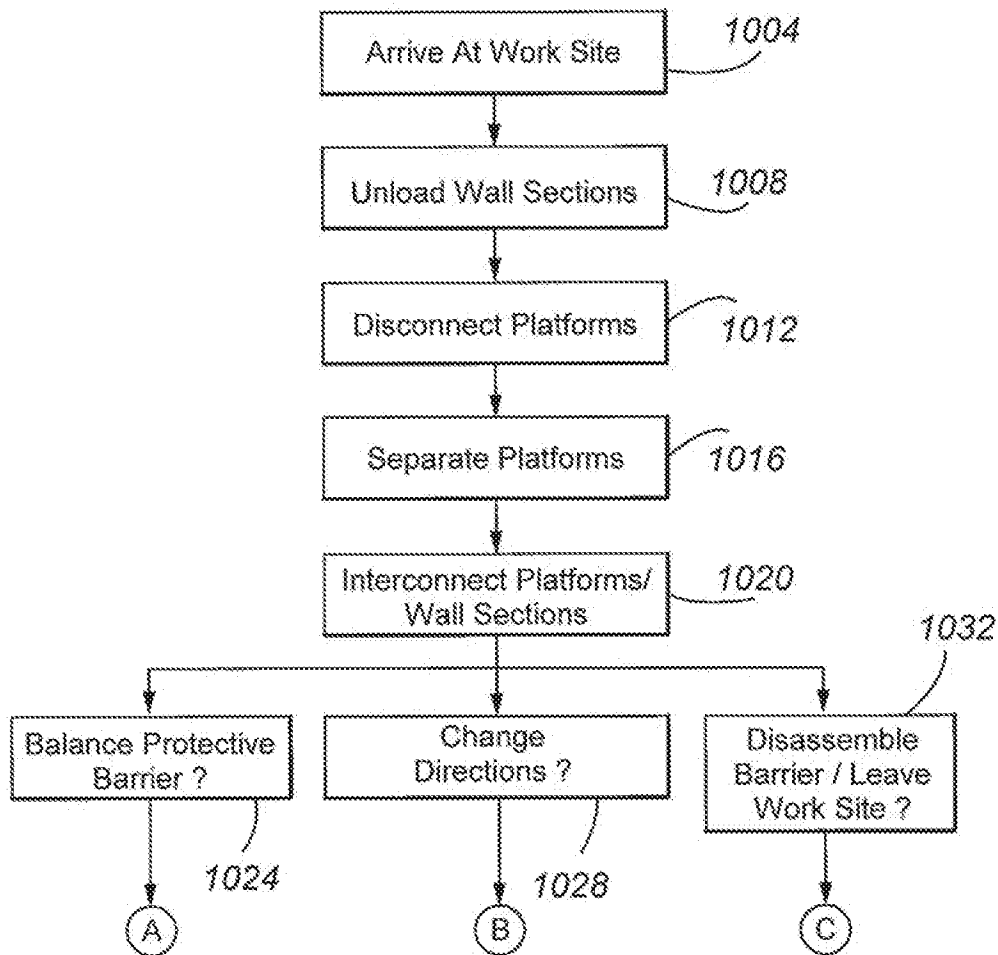 Arrive At Work Site
1004
Unload Wall Sections
1008
Disconnect Platforms
1012
Separate Platforms
1016
Interconnect Platforms/
Wall Sections
1020
1032
Balance Protective
Barrier ?
Change
Directions ?
Disassemble
Barrier / Leave
Work Site ?
1024
1028
A
B
C